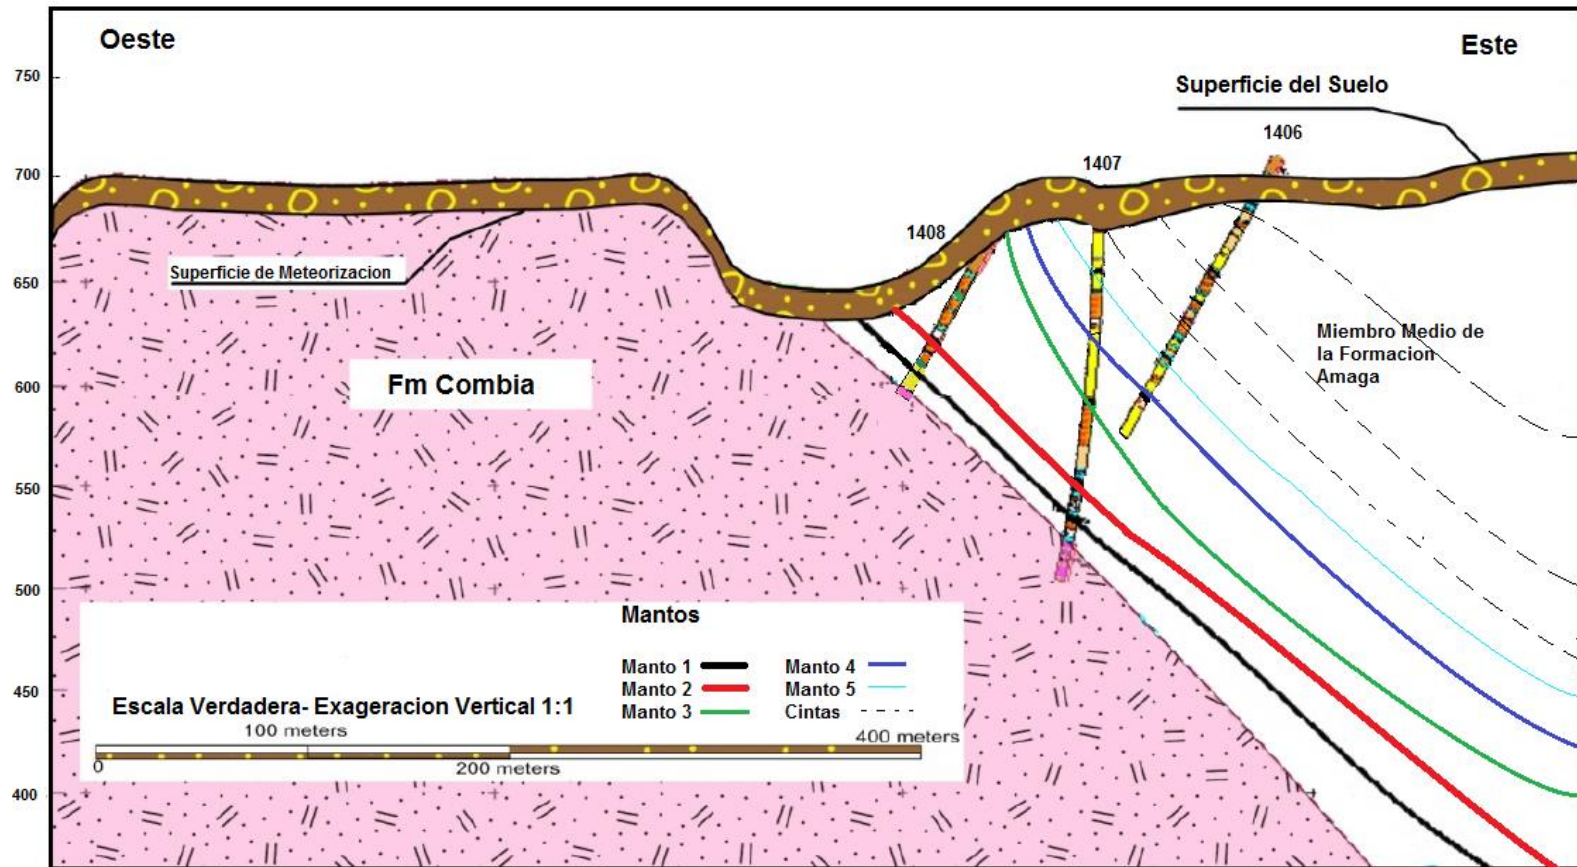 Oeste
Este
750
Superficie del Suelo
1406
1407
700
1408
Superficie de Meteorizacion
650
Miembro Medio de
la Formacion
Amaga
Fm Combia
600
550
500
Mantos
Manto 1
Manto 4
Manto 2
Manto 5
Manto 3
Cintas
450
Escala Verdadera- Exageracion Vertical 1:1
100 meters
400 meters
0
200 meters
400